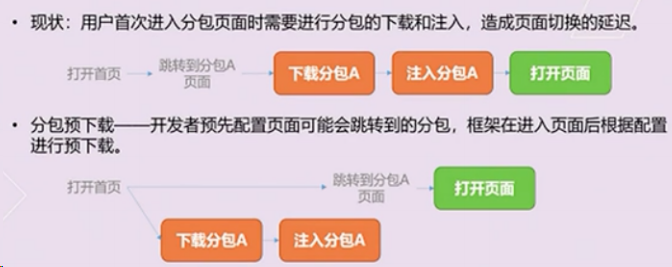 • 现状：用户首次进入分包页面时需要进行分包的下载和注入，造成页面切换的延迟。
打开首页 跳转到分包A页面 下载分包A 注入分包A 打开页面
• 分包预下载——开发者预先配置页面可能会跳转到的分包，框架在进入页面后根据配置
进行预下载。
打开首页 跳转到分包A页面 打开页面
下载分包A 注入分包A